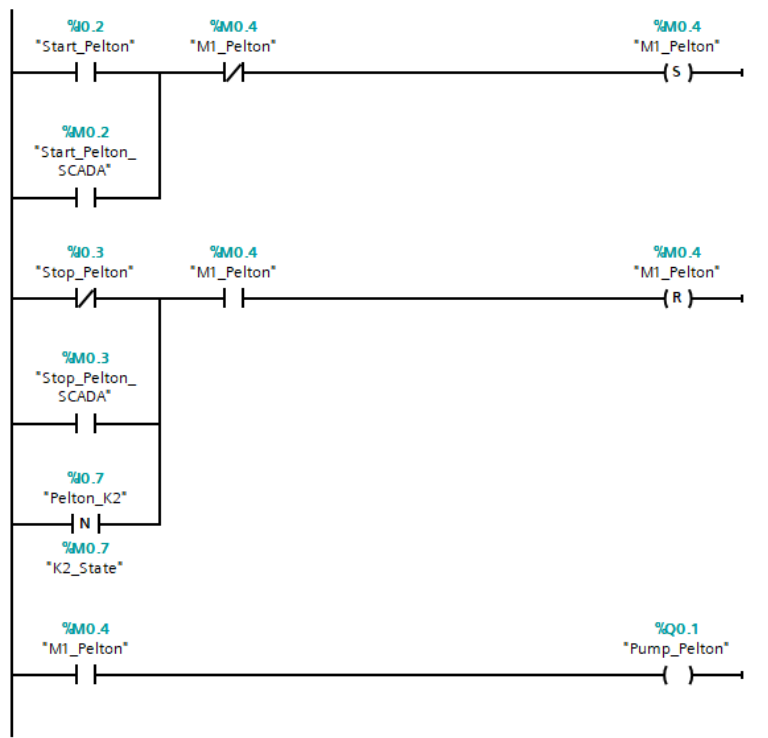 %I0.2
"Start_Pelton"
%M0.4
"M1_Pelton"
%M0.4
"M1_Pelton"
S
%M0.2
"Start_Pelton_
SCADA"
%I0.3
"Stop_Pelton"
%M0.4
"M1_Pelton"
%M0.4
"M1_Pelton"
R
%M0.3
"Stop_Pelton_
SCADA"
%I0.7
"Pelton_K2"
N
%M0.7
"K2_State"
%M0.4
"M1_Pelton"
%Q0.1
"Pump_Pelton"